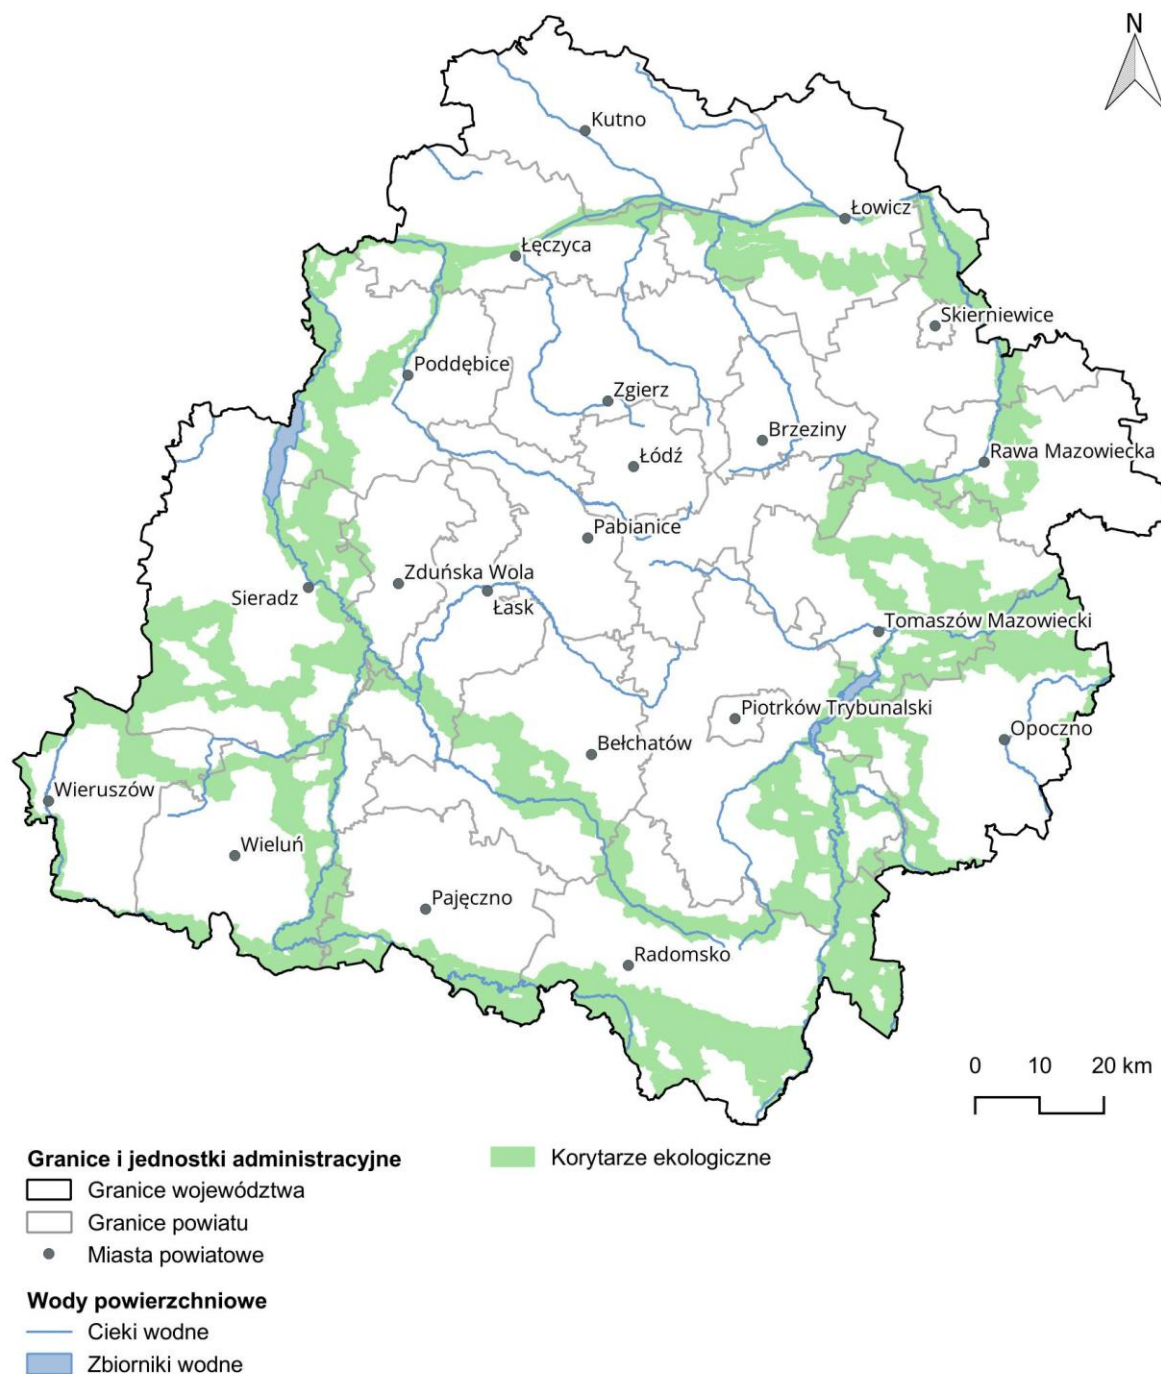 N
Kutno
Łowicz
Łęczyca
Skierniewice
Poddębice
Zgierz
Brzeziny
Łódź
Rawa Mazowiecka
Pabianice
Zduńska Wola
Sieradz
Łask
Tomaszów Mazowiecki
Piotrków Trybunalski
Opoczno
Bełchatów
Wieruszów
Wieluń
Pajęczno
Radomsko
0 10 20 km
Granice i jednostki administracyjne
Granice województwa
Granice powiatu
Miasta powiatowe
Wody powierzchniowe
Cieki wodne
Zbiorniki wodne
Korytarze ekologiczne